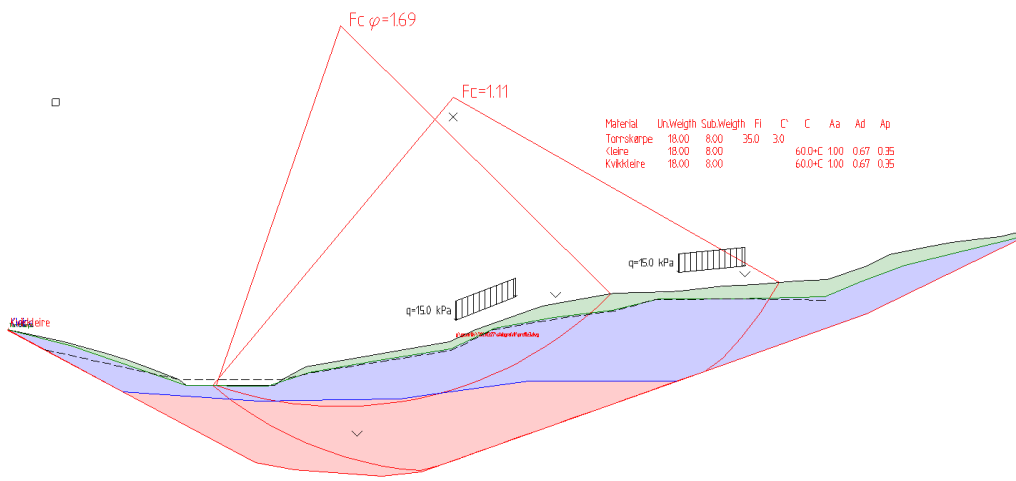 Fc φ=1.69
Fc=1.11
Material Un.Weigth Sub.Weigth Fi C' C Aa Ad Ap
Torrskørpe 18.00 8.00 35.0 3.0
Kleire 18.00 8.00 60.0+C 1.00 0.67 0.35
Kvikkleire 18.00 8.00 60.0+C 1.00 0.67 0.35
q=15.0 kPa
q=15.0 kPa